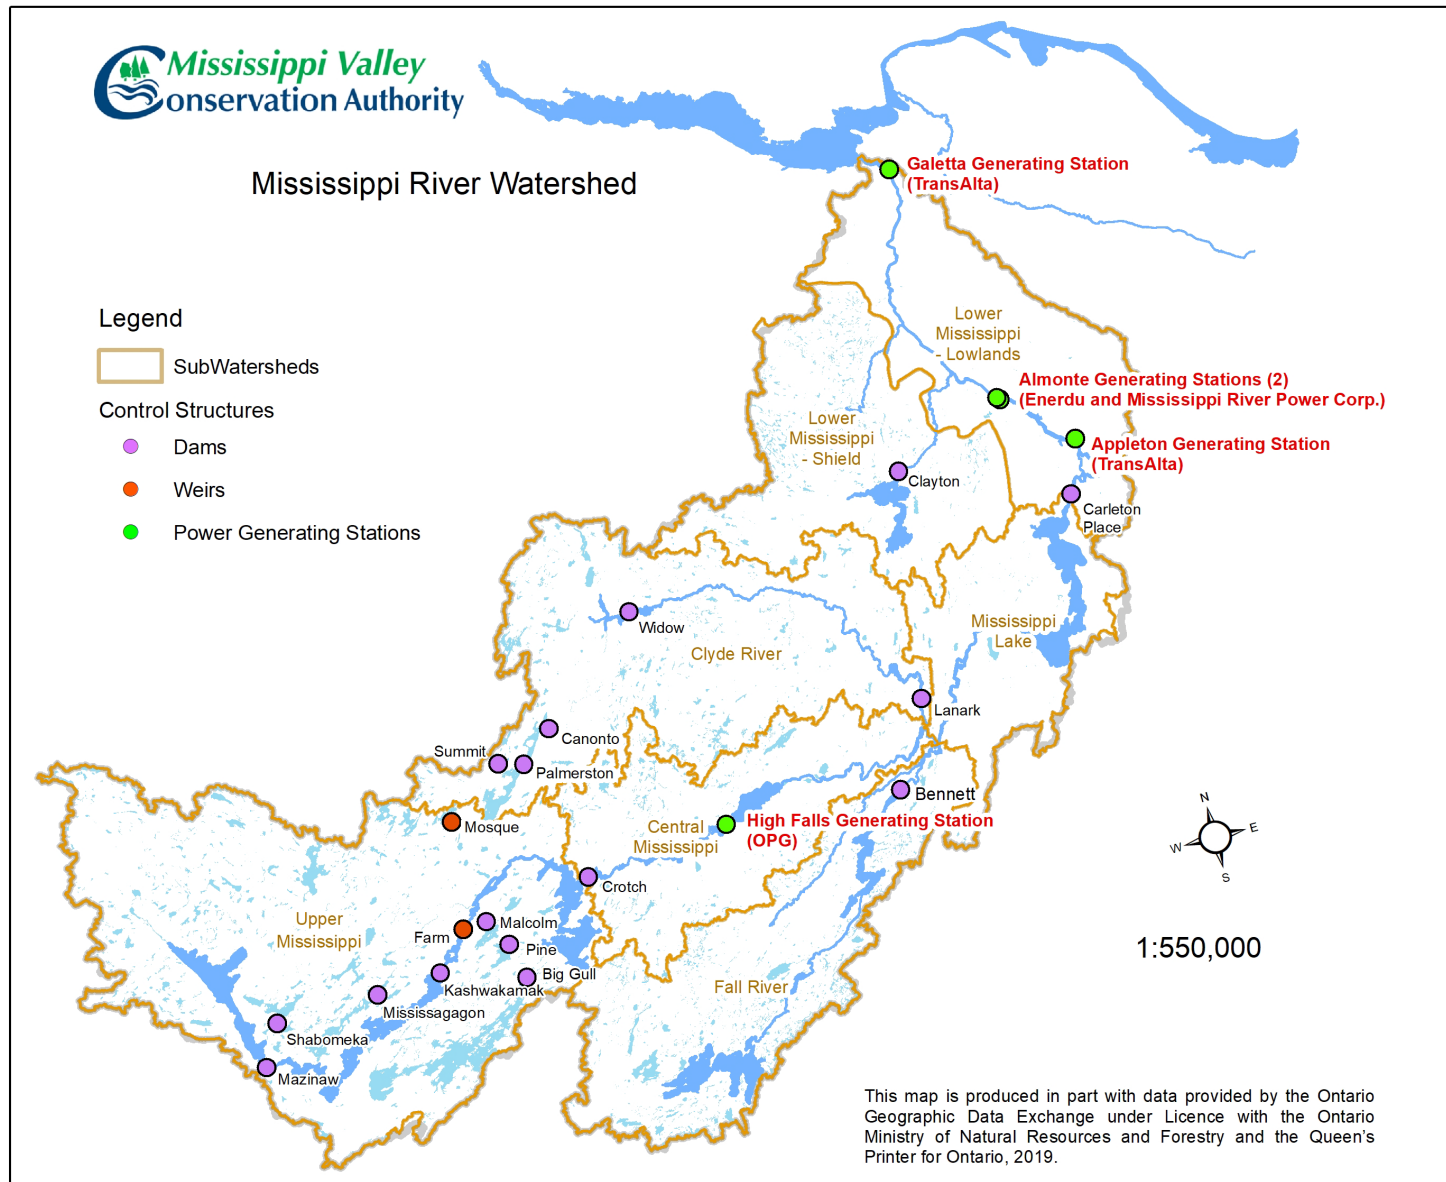 Mississippi Valley
Conservation Authority
Mississippi River Watershed
Legend
SubWatersheds
Control Structures
Dams
Weirs
Power Generating Stations
Galetta Generating Station
(TransAlta)
Lower
Mississippi
- Lowlands
Almonte Generating Stations (2)
(Enerdu and Mississippi River Power Corp.)
Lower
Mississippi
- Shield
Appleton Generating Station
(TransAlta)
Clayton
Carleton
Place
Widow
Clyde River
Mississippi
Lake
Lanark
Canonto
Summit
Palmerston
Bennett
Mosque
Central
Mississippi
High Falls Generating Station
(OPG)
Crotch
Upper
Mississippi
Malcolm
Farm
Pine
Big Gull
Kashwakamak
Mississagagon
Fall River
Shabomeka
Mazinaw
N
E
W
S
1:550,000
This map is produced in part with data provided by the Ontario
Geographic Data Exchange under Licence with the Ontario
Ministry of Natural Resources and Forestry and the Queen's
Printer for Ontario, 2019.